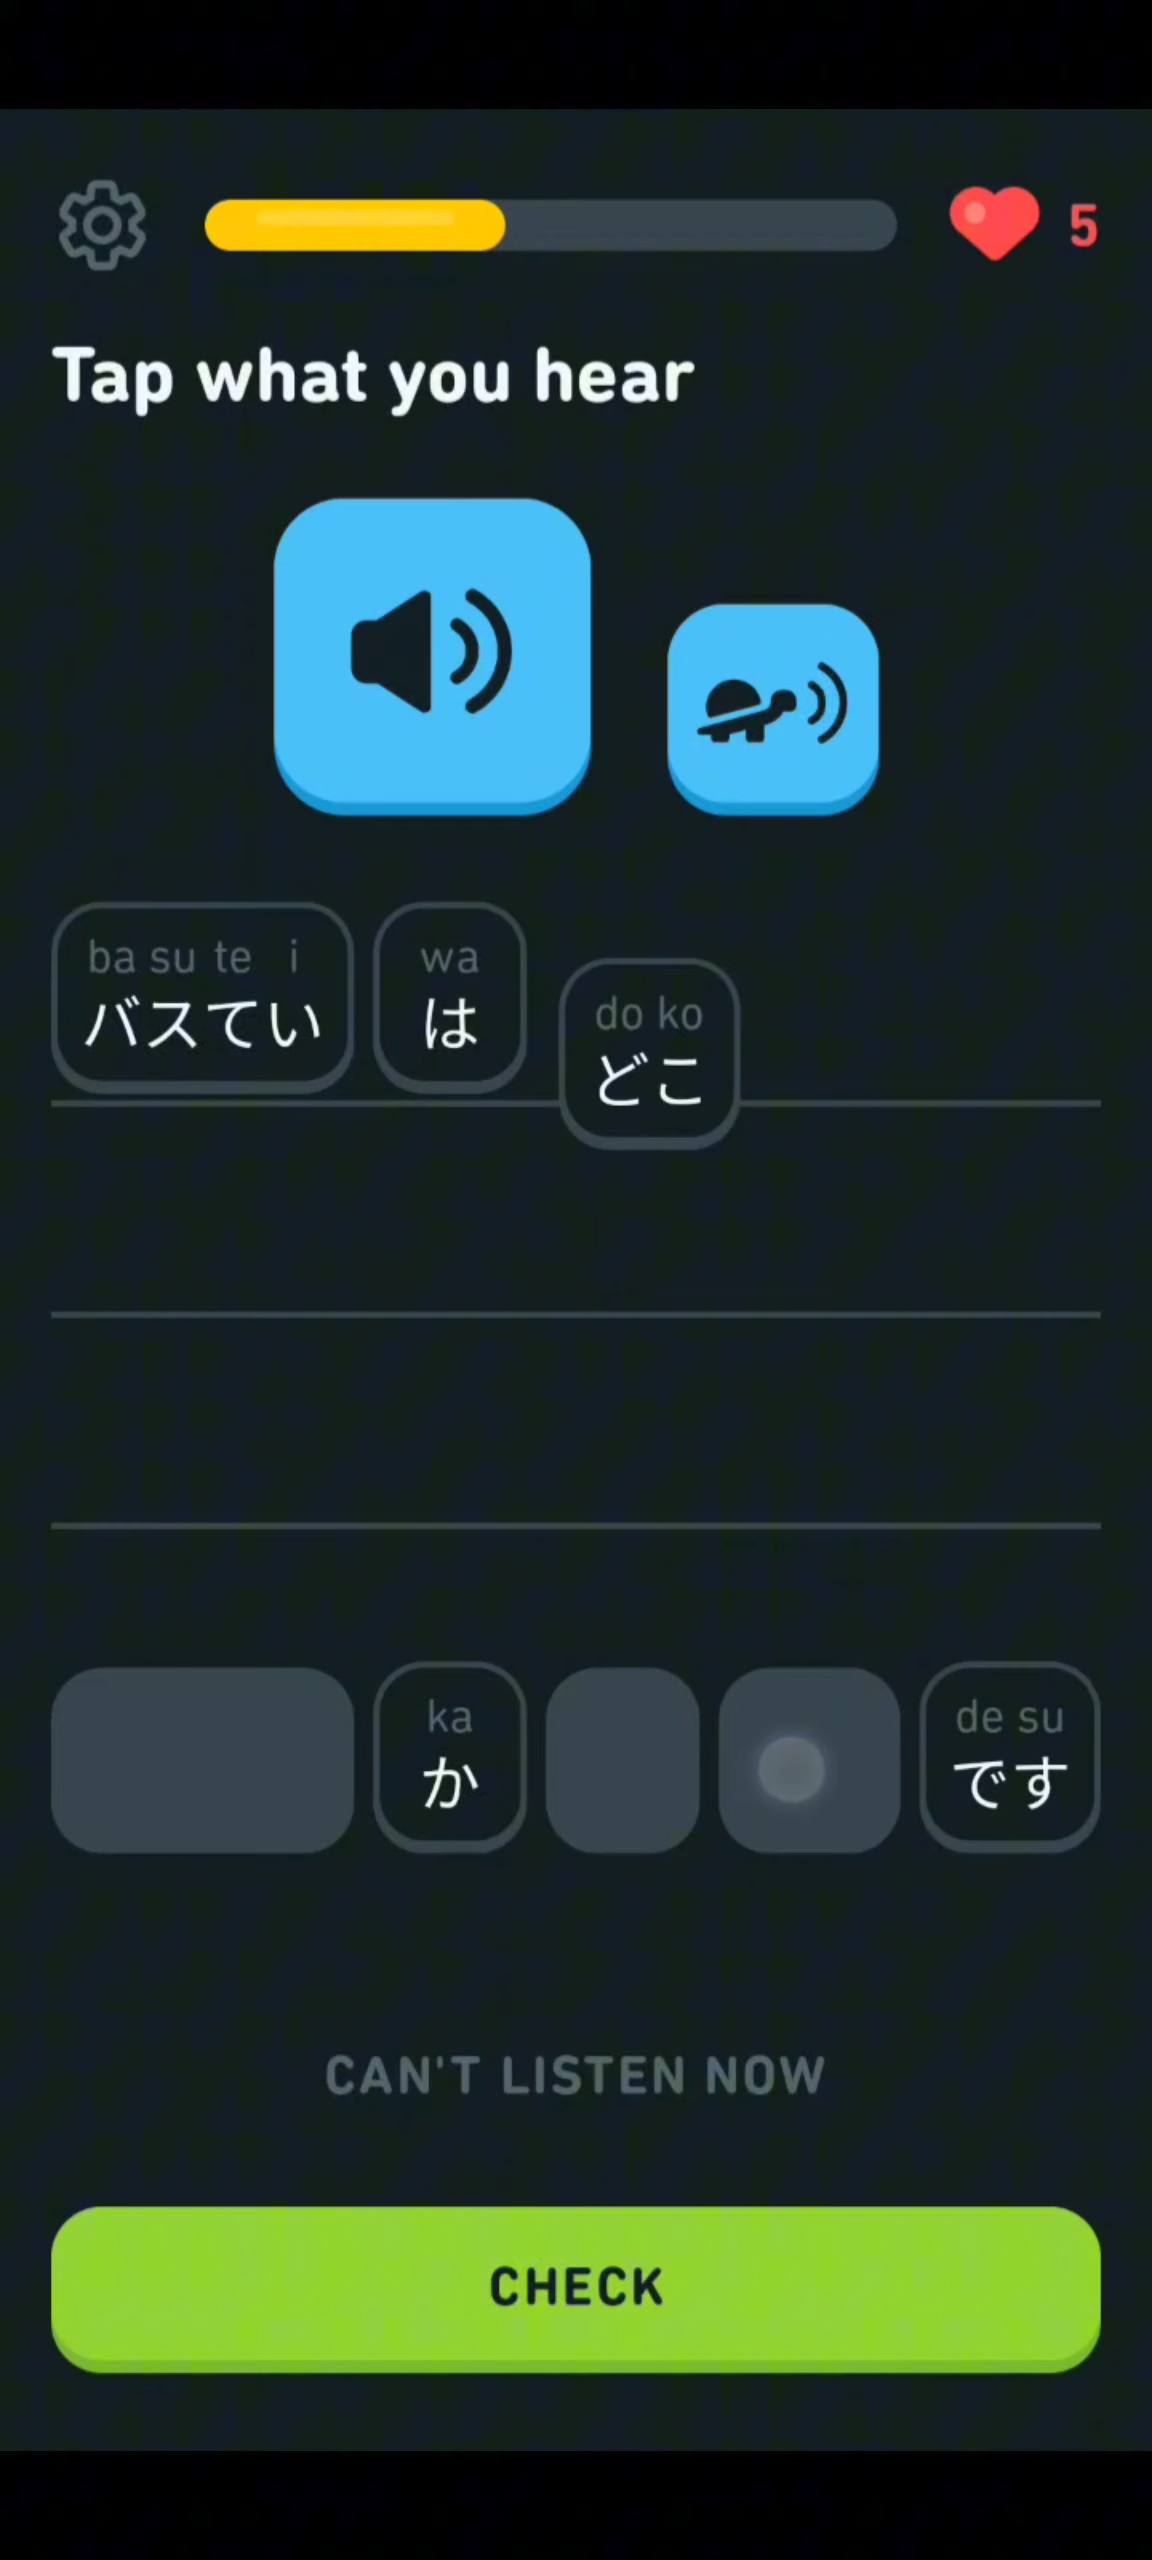 5
Tap what you hear
ba su te i wa
バスてい は
do ko
どこ
ka de su
か です
CAN'T LISTEN NOW
CHECK